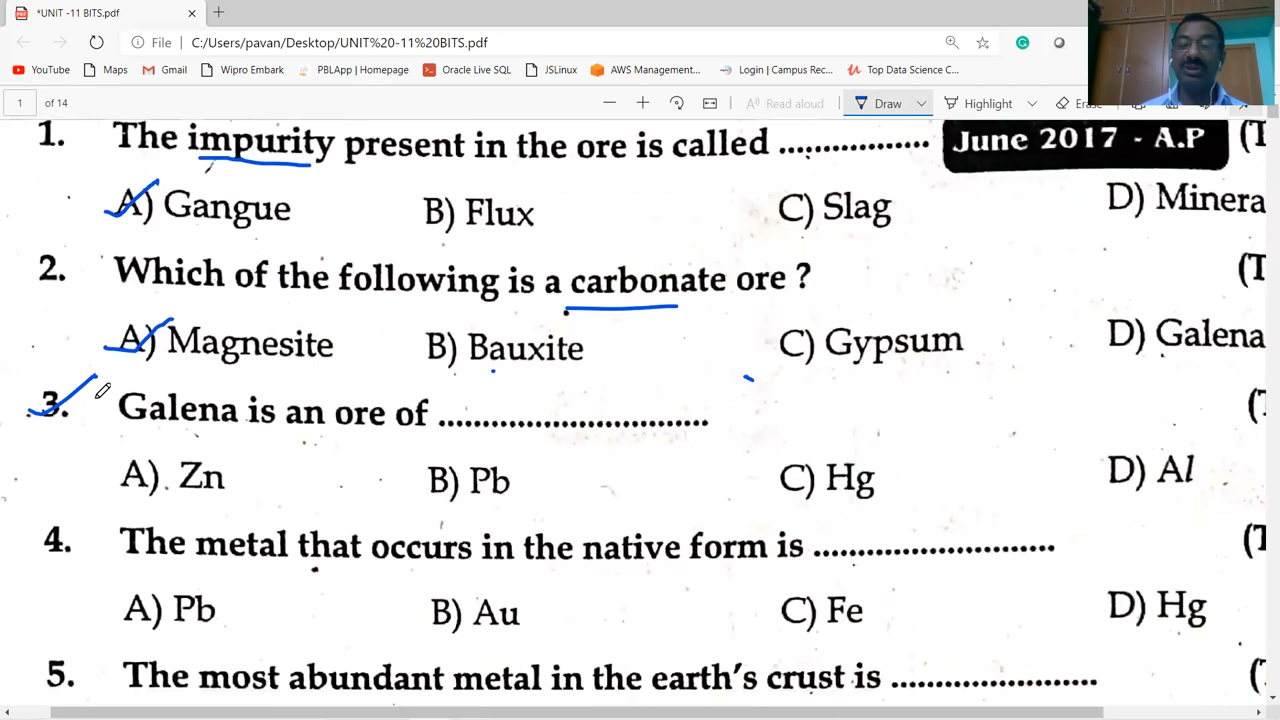 *UNIT -11 BITS.pdf
File C:/Users/pavan/Desktop/UNIT%20-11%20BITS.pdf
YouTube Maps Gmail Wipro Embark PBLApp | Homepage Oracle Live SQL JSLinux AWS Management... Login | Campus Rec... Top Data Science C...
1 of 14 Read aloud Draw Highlight Erase
1. The impurity present in the ore is called ................. June 2017 - A.P (T
A) Gangue B) Flux C) Slag D) Minera
2. Which of the following is a carbonate ore ? (T
A) Magnesite B) Bauxite C) Gypsum D) Galena
3. Galena is an ore of ............................... (T
A) Zn B) Pb C) Hg D) Al
4. The metal that occurs in the native form is ........................... (T
A) Pb B) Au C) Fe D) Hg
5. The most abundant metal in the earth's crust is ....................... (T